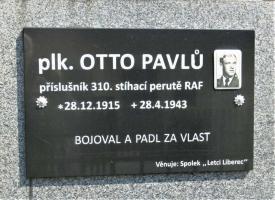 plk. OTTO PAVLŮ
příslušník 310. stíhací perutě RAF
*28.12.1915 +28.4.1943
BOJOVAL A PADL ZA VLAST
Věnuje: Spolek ,,Letci Liberec"